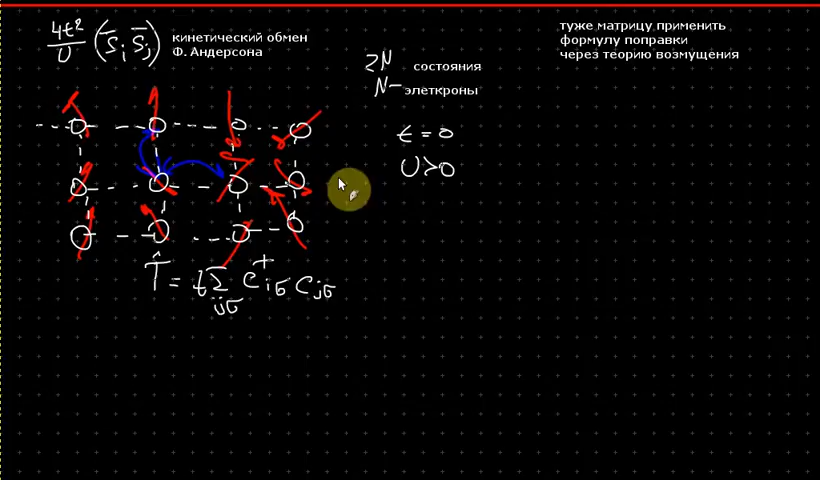 4t²/U (S̄ᵢ S̄ⱼ)
кинетический обмен
Ф. Андерсона
2N состояния
N- элеткроны
t = 0
U>0
T̂ = t∑ C⁺iσ Cjσ
ijσ
туже матрицу применить
формулу поправки
через теорию возмущения